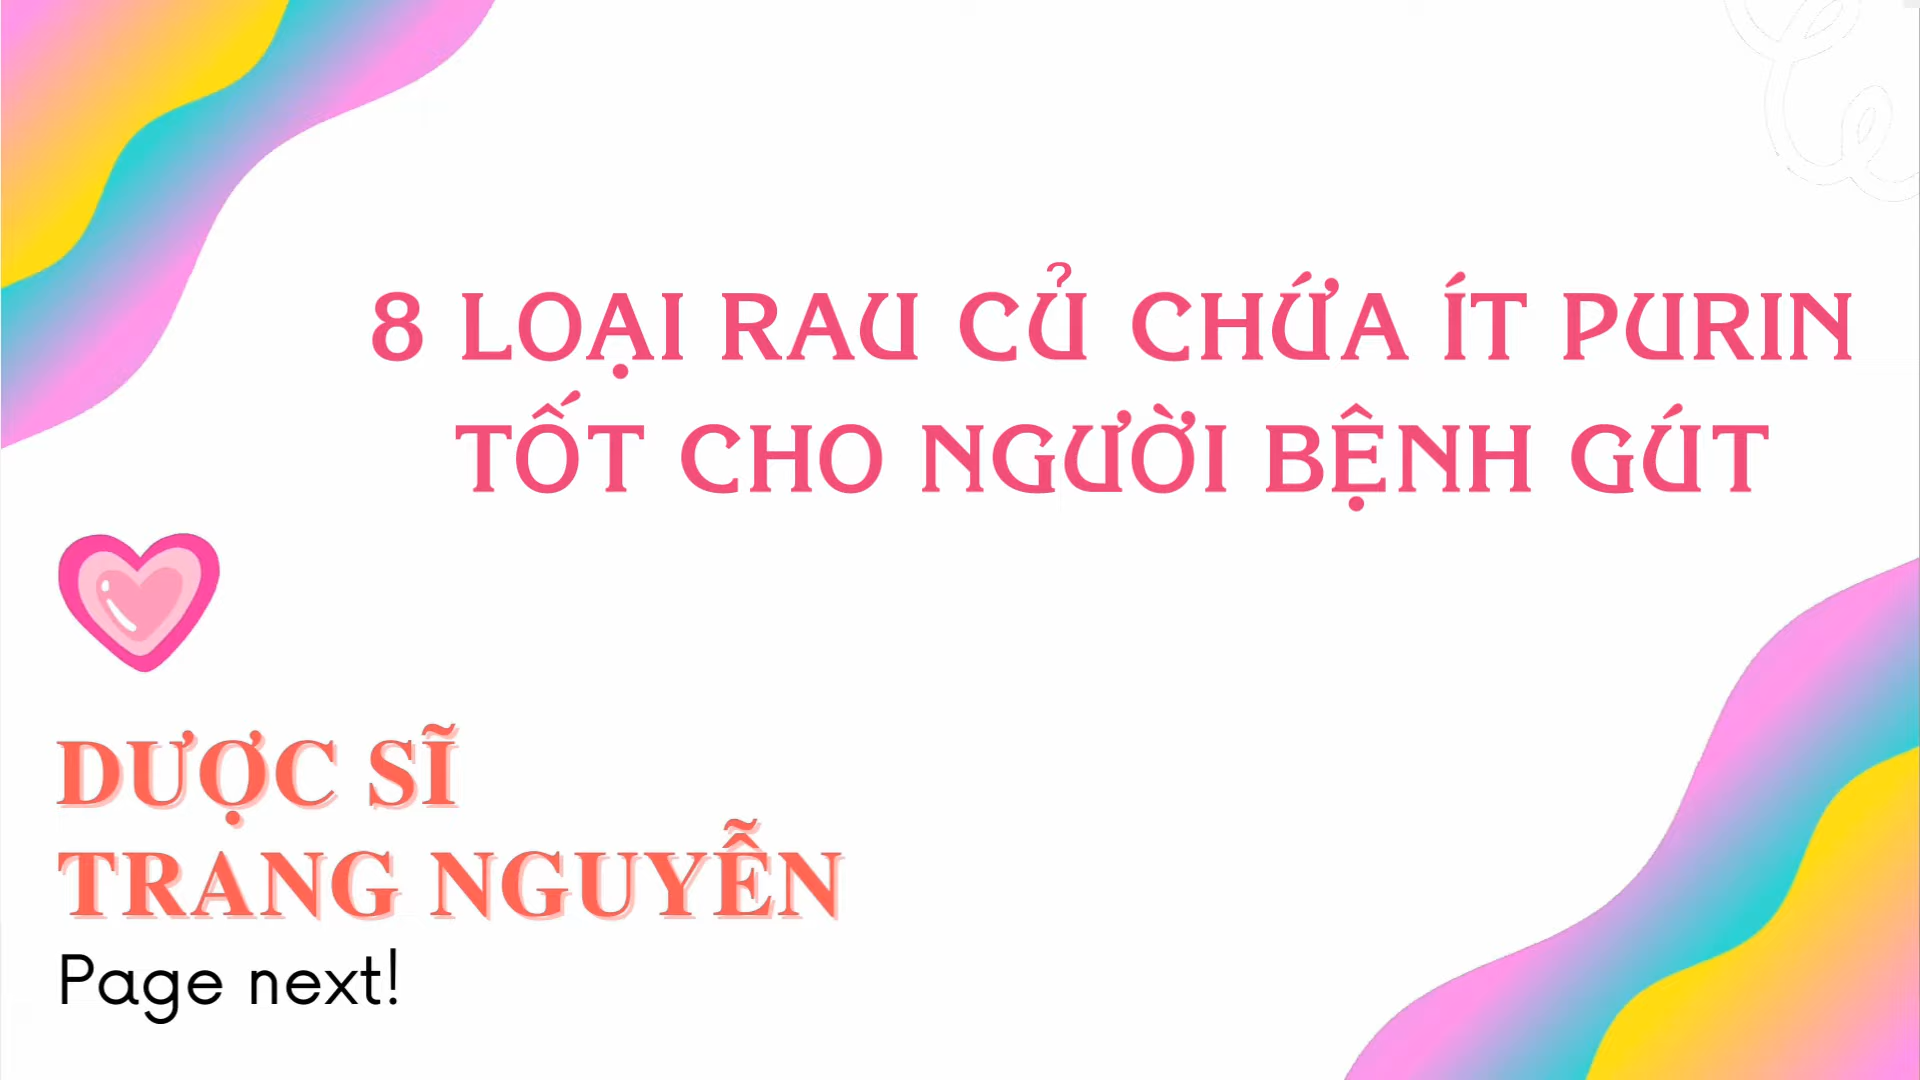 8 LOẠI RAU CỦ CHỨA ÍT PURIN
TỐT CHO NGƯỜI BỆNH GÚT
DƯỢC SĨ
TRANG NGUYỄN
Page next!